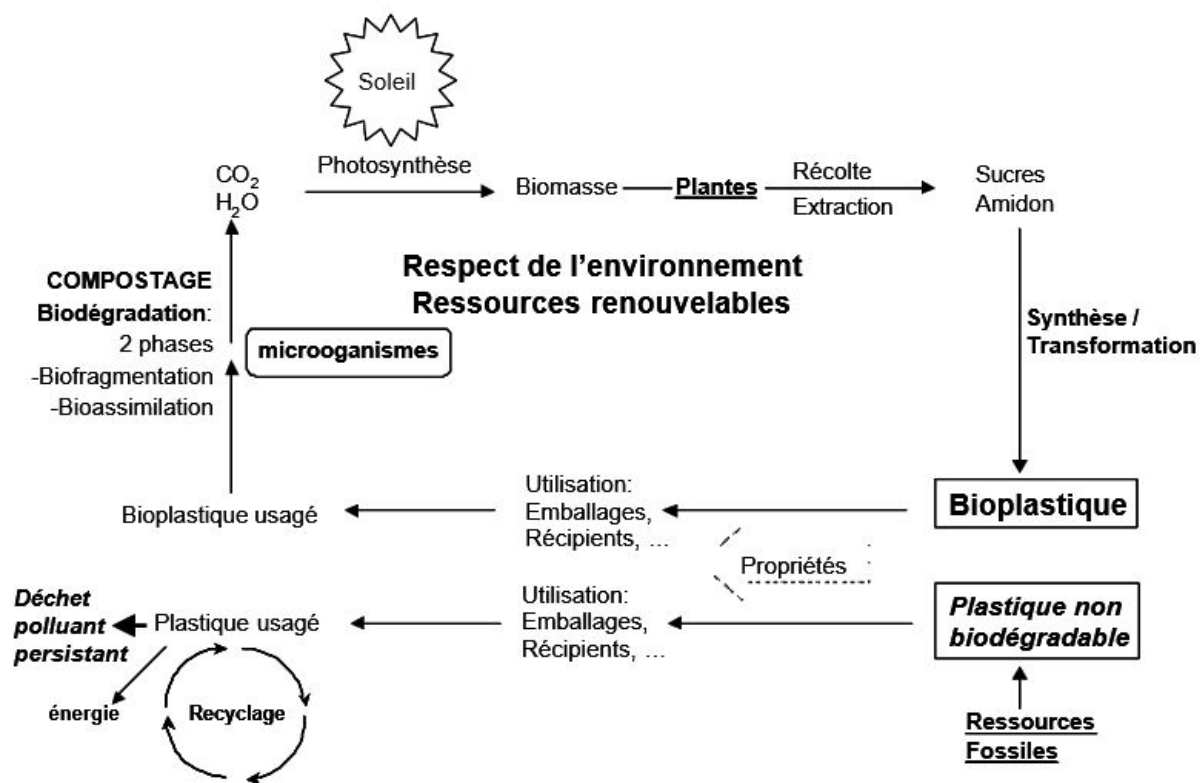 Soleil
Photosynthèse
CO₂
H₂O
Biomasse
Plantes
Récolte
Extraction
Sucres
Amidon
Respect de l'environnement
Ressources renouvelables
COMPOSTAGE
Biodégradation:
2 phases
-Biofragmentation
-Bioassimilation
microoganismes
Synthèse /
Transformation
Bioplastique usagé
Utilisation:
Emballages,
Récipients, ...
Bioplastique
Propriétés
Déchet
polluant
persistant
Plastique usagé
Utilisation:
Emballages,
Récipients, ...
Plastique non
biodégradable
énergie
Recyclage
Ressources
Fossiles